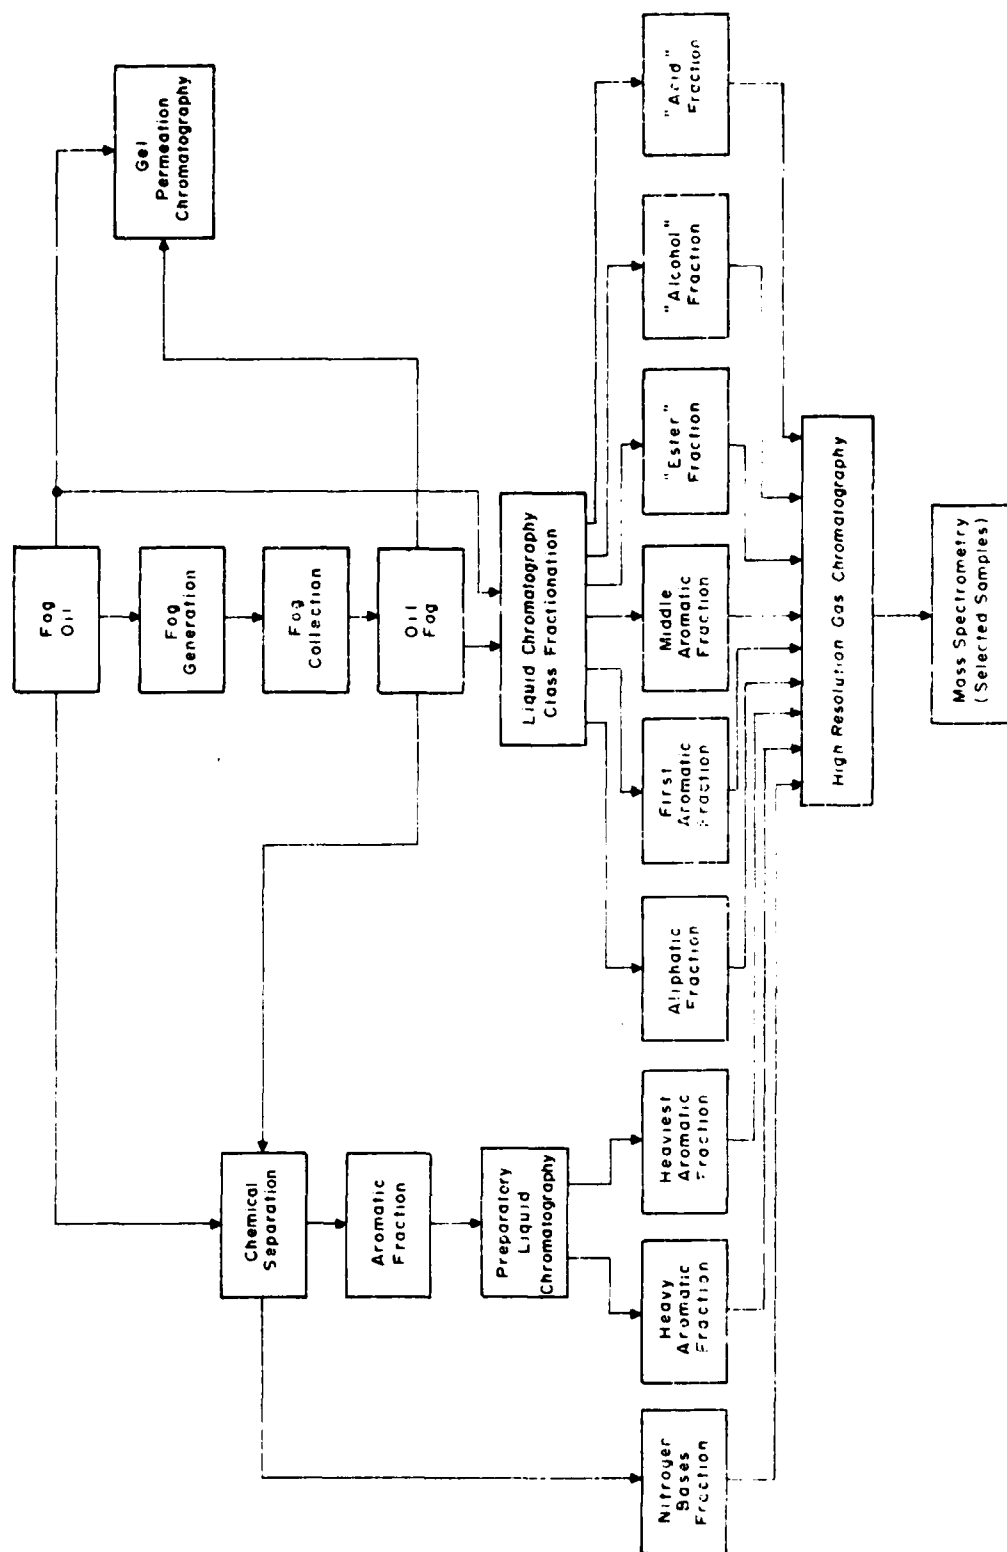 Fog
Oil
Gel
Permeation
Chromatography
Fog
Generation
Fog
Collection
Oil
Fog
Chemical
Separation
Aromatic
Fraction
Preparatory
Liquid
Chromatography
Liquid Chromatography
Class Fractionation
Nitrogen
Bases
Fraction
Heavy
Aromatic
Fraction
Heaviest
Aromatic
Fraction
Aliphatic
Fraction
First
Aromatic
Fraction
Middle
Aromatic
Fraction
"Ester"
Fraction
"Alcohol"
Fraction
"Acid"
Fraction
High Resolution Gas Chromatography
Mass Spectrometry
(Selected Samples)